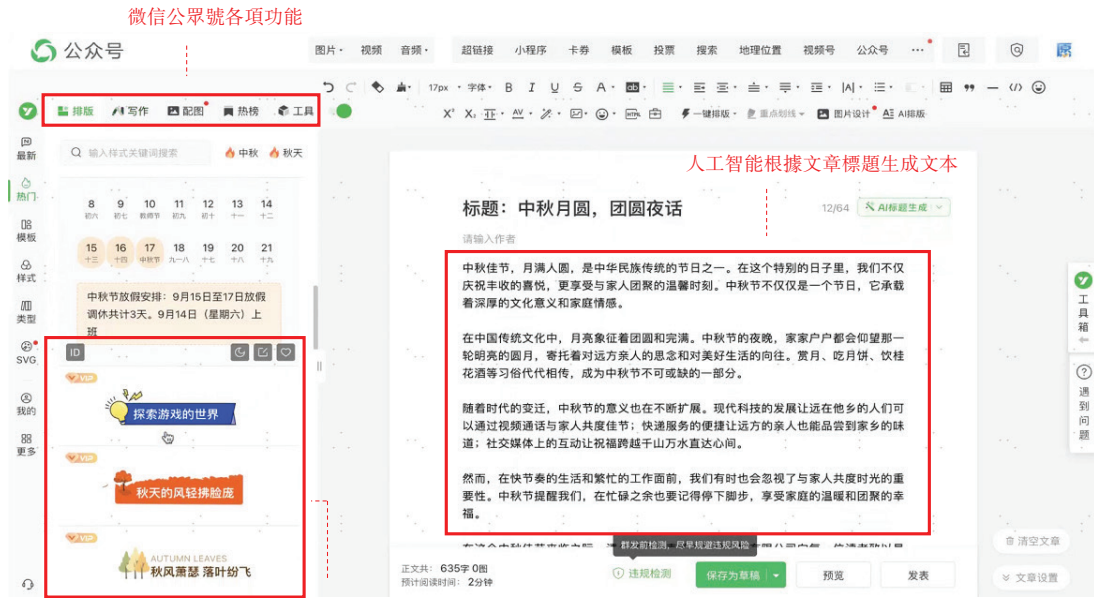 微信公眾號各項功能
公众号
图片
视频
音频
超链接
小程序
卡券
模板
投票
搜索
地理位置
视频号
公众号
17px
字体
B I U S A
排版
写作
配图
热榜
工具
HTML
一键排版
重点划线
图片设计
AI排版
最新
热门
模板
样式
类型
SVG
我的
更多
输入样式关键词搜索
中秋
秋天
8 9 10 11 12 13 14
初六 初七 教师节 初九 初十 十一 十二
15 16 17 18 19 20 21
十三 十四 中秋节 九一八 十七 十八 十九
中秋节放假安排:9月15日至17日放假
调休共计3天。9月14日(星期六)上
班
ID
VIP
探索游戏的世界
VIP
秋天的风轻拂脸庞
VIP
AUTUMN LEAVES
秋风萧瑟 落叶纷飞
人工智能根據文章標題生成文本
标题:中秋月圆,团圆夜话
12/64
AI标题生成
请输入作者
中秋佳节,月满人圆,是中华民族传统的节日之一。在这个特别的日子里,我们不仅
庆祝丰收的喜悦,更享受与家人团聚的温馨时刻。中秋节不仅仅是一个节日,它承载
着深厚的文化意义和家庭情感。
在中国传统文化中,月亮象征着团圆和完满。中秋节的夜晚,家家户户都会仰望那一
轮明亮的圆月,寄托着对远方亲人的思念和对美好生活的向往。赏月、吃月饼、饮桂
花酒等习俗代代相传,成为中秋节不可或缺的一部分。
随着时代的变迁,中秋节的意义也在不断扩展。现代科技的发展让远在他乡的人们可
以通过视频通话与家人共度佳节;快递服务的便捷让远方的亲人也能品尝到家乡的味
道;社交媒体上的互动让祝福跨越千山万水直达心间。
然而,在快节奏的生活和繁忙的工作面前,我们有时也会忽视了与家人共度时光的重
要性。中秋节提醒我们,在忙碌之余也要记得停下脚步,享受家庭的温暖和团聚的幸
福。
群发前检测,尽早规避违规风险
正文共: 635字 0图
预计阅读时间: 2分钟
违规检测
保存为草稿
预览
发表
工具箱
遇到问题
清空文章
文章设置